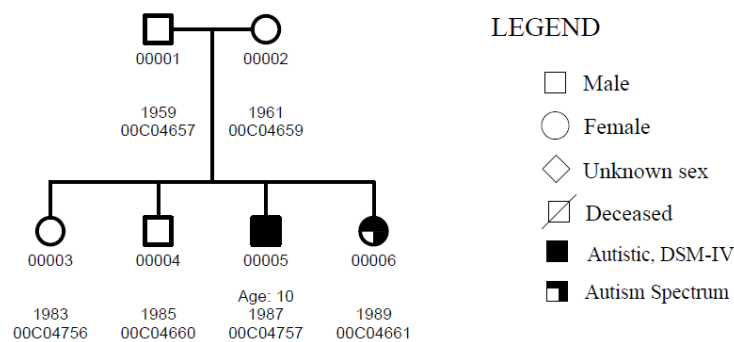 LEGEND
00001 00002
Male
1959 1961
00C04657 00C04659
Female
Unknown sex
Deceased
00003 00004 00005 00006
Autistic, DSM-IV
Age: 10
Autism Spectrum
1983 1985 1987 1989
00C04756 00C04660 00C04757 00C04661